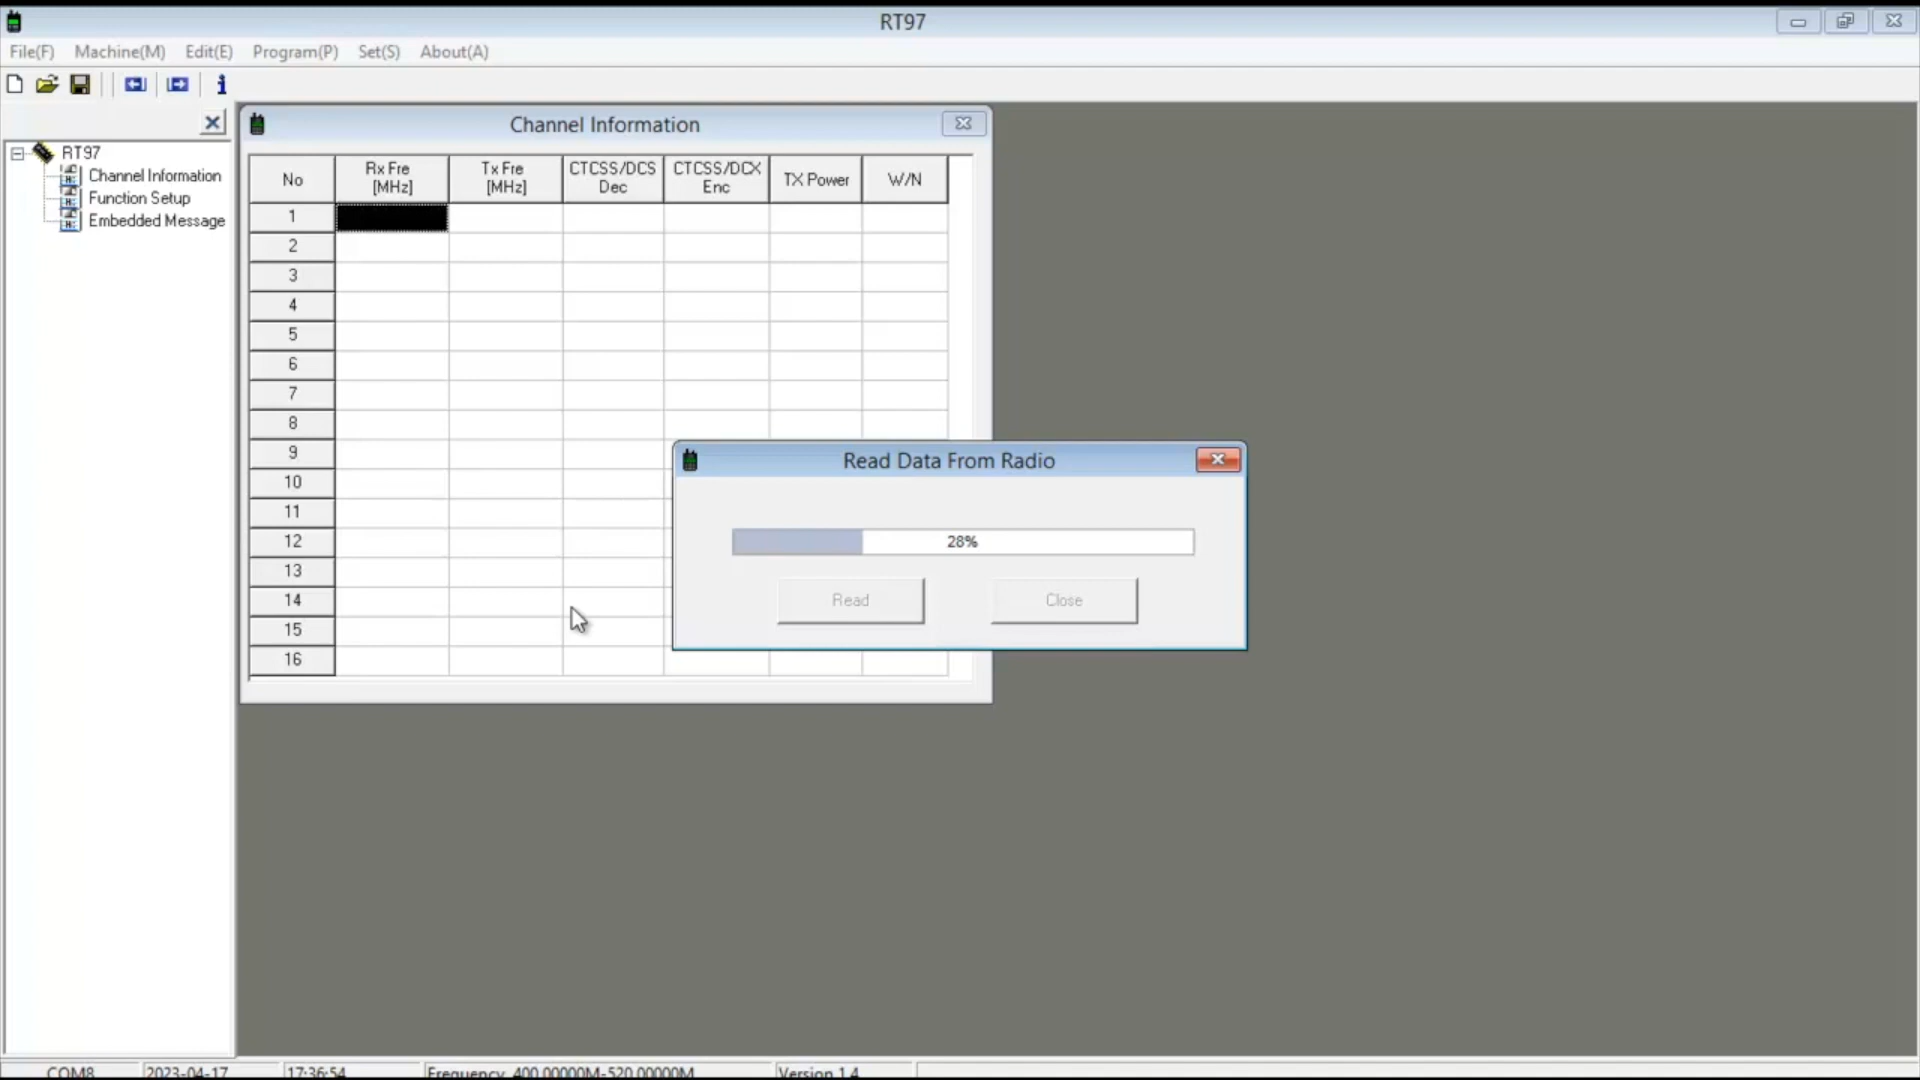 RT97
File(F) Machine(M) Edit(E) Program(P) Set(S) About(A)
RT97
Channel Information
Function Setup
Embedded Message
Channel Information
No
Rx Fre
[MHz]
Tx Fre
[MHz]
CTCSS/DCS
Dec
CTCSS/DCX
Enc
TX Power
W/N
1
2
3
4
5
6
7
8
9
10
11
12
13
14
15
16
Read Data From Radio
28%
Read
Close
COM8 2023-04-17 17:36:54 Frequency 400.00000M-520.00000M Version 1.4